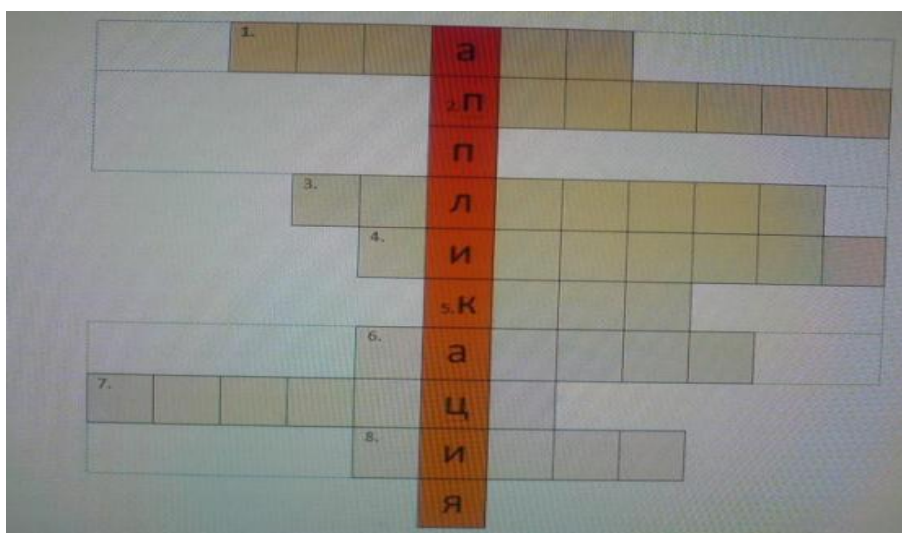 1. а
2. П
П
3. Л
4. И
5. К
6. а
7. Ц
8. И
Я